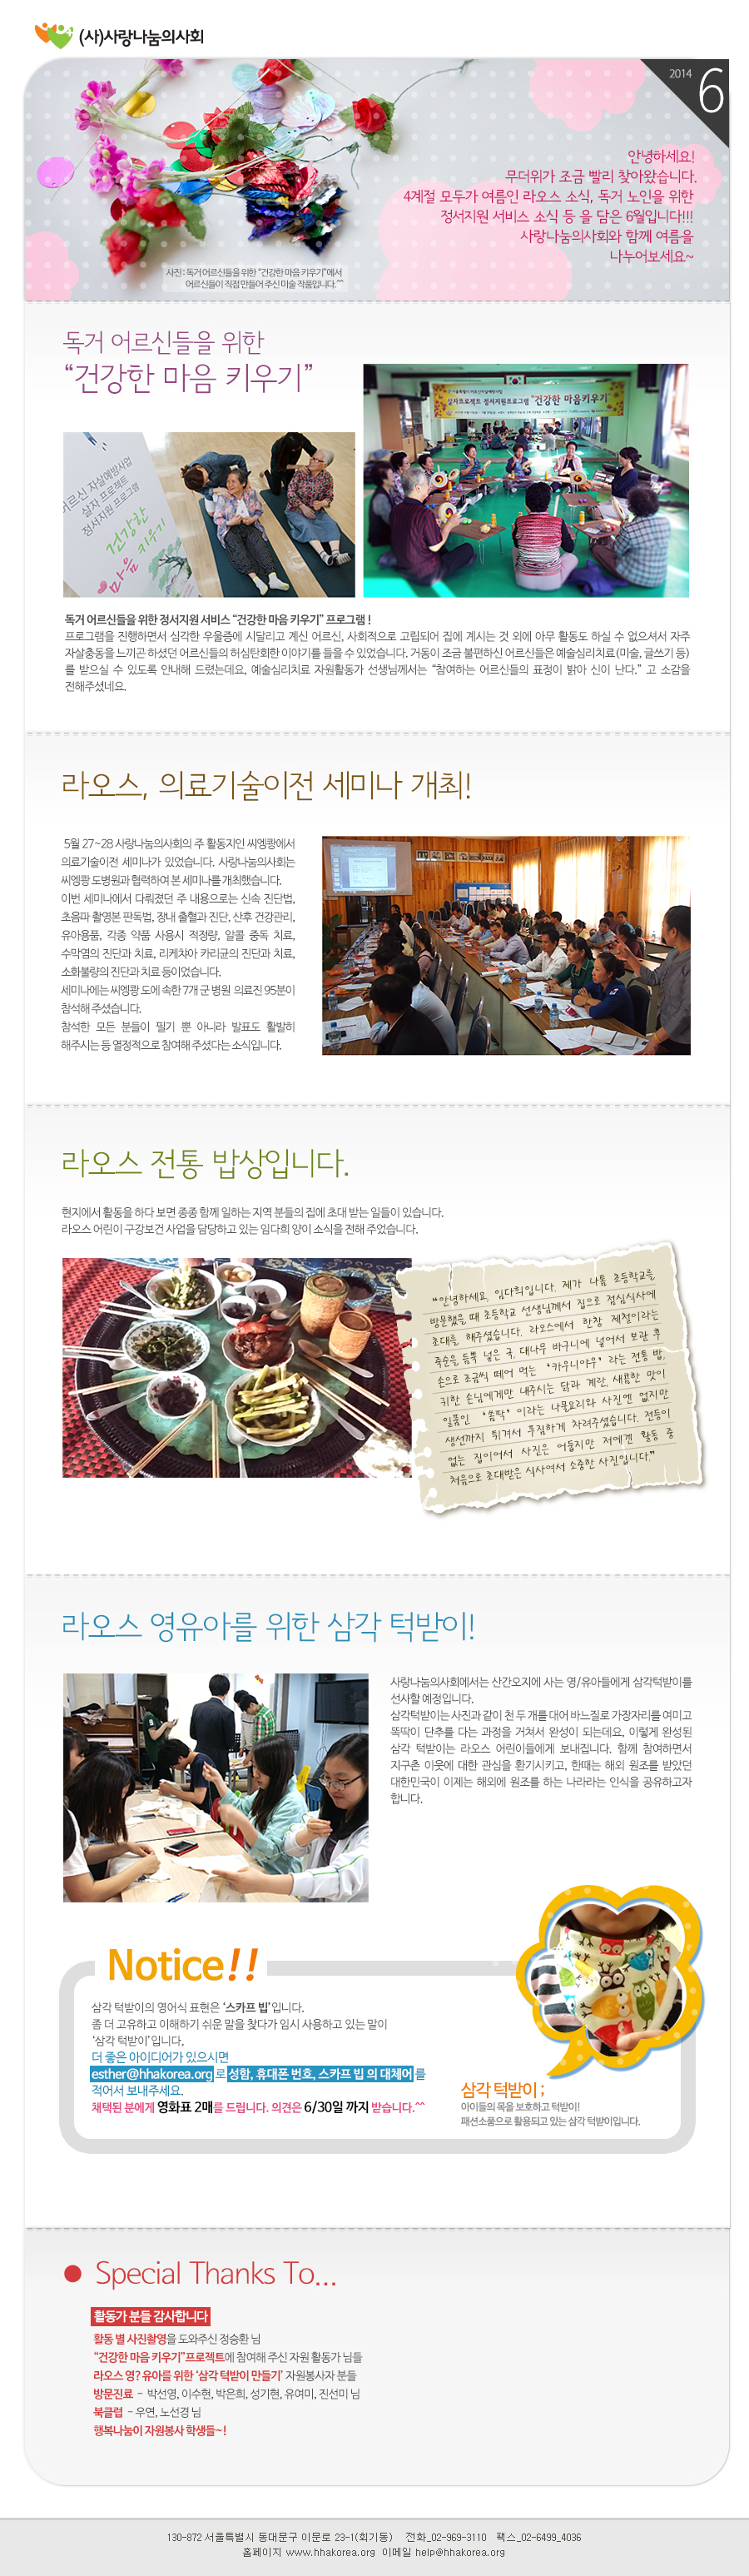 (사)사랑나눔의사회
2014
6
안녕하세요!
무더위가 조금 빨리 찾아왔습니다.
4계절 모두가 여름인 라오스 소식, 독거 노인을 위한
정서지원 서비스 소식 등 을 담은 6월입니다!!!
사랑나눔의사회와 함께 여름을
나누어보세요~
사진 : 독거 어르신들을 위한 "건강한 마음 키우기"에서
어르신들이 직접 만들어 주신 미술 작품입니다.^^
독거 어르신들을 위한
"건강한 마음 키우기"
어르신 자살예방사업
살자 프로젝트
정서지원 프로그램
건강한
마음 키우기
살자프로젝트 정서지원프로그램 "건강한 마음키우기"
독거 어르신들을 위한 정서지원 서비스 "건강한 마음 키우기" 프로그램 !
프로그램을 진행하면서 심각한 우울증에 시달리고 계신 어르신, 사회적으로 고립되어 집에 계시는 것 외에 아무 활동도 하실 수 없으셔서 자주
자살충동을 느끼곤 하셨던 어르신들의 허심탄회한 이야기를 들을 수 있었습니다. 거동이 조금 불편하신 어르신들은 예술심리치료(미술, 글쓰기 등)
를 받으실 수 있도록 안내해 드렸는데요, 예술심리치료 자원활동가 선생님께서는 "참여하는 어르신들의 표정이 밝아 신이 난다." 고 소감을
전해주셨네요.
라오스, 의료기술이전 세미나 개최!
5월 27~28 사랑나눔의사회의 주 활동지인 씨엥쾅에서
의료기술이전 세미나가 있었습니다. 사랑나눔의사회는
씨엥쾅 도병원과 협력하여 본 세미나를 개최했습니다.
이번 세미나에서 다뤄졌던 주 내용으로는 신속 진단법,
초음파 촬영본 판독법, 장내 출혈과 진단, 산후 건강관리,
유아용품, 각종 약품 사용시 적정량, 알콜 중독 치료,
수막염의 진단과 치료, 리케차아 카리균의 진단과 치료,
소화불량의 진단과 치료 등이었습니다.
세미나에는 씨엥쾅 도에 속한 7개 군 병원 의료진 95분이
참석해 주셨습니다.
참석한 모든 분들이 필기 뿐 아니라 발표도 활발히
해주시는 등 열정적으로 참여해 주셨다는 소식입니다.
라오스 전통 밥상입니다.
현지에서 활동을 하다 보면 종종 함께 일하는 지역 분들의 집에 초대 받는 일들이 있습니다.
라오스 어린이 구강보건 사업을 담당하고 있는 임다희 양이 소식을 전해 주었습니다.
"안녕하세요, 임다희입니다. 제가 나툼 초등학교를
방문했을 때 초등학교 선생님께서 집으로 점심식사에
초대를 해주셨습니다. 라오스에서 한창 제철이라는
죽순을 듬뿍 넣은 국, 대나무 바구니에 넣어서 보관 후
손으로 조금씩 떼어 먹는 '카우니아우' 라는 전통 밥,
귀한 손님에게만 내주시는 닭과 계란, 새콤한 맛이
일품인 '쏨팍' 이라는 나물요리와 사진엔 없지만
생선까지 튀겨서 푸짐하게 차려주셨습니다. 전등이
없는 집이어서 사진은 어둡지만 저에겐 활동 중
처음으로 초대받은 식사여서 소중한 사진입니다."
라오스 영유아를 위한 삼각 턱받이!
사랑나눔의사회에서는 산간오지에 사는 영/유아들에게 삼각턱받이를
선사할 예정입니다.
삼각턱받이는 사진과 같이 천 두 개를 대어 바느질로 가장자리를 여미고
똑딱이 단추를 다는 과정을 거쳐서 완성이 되는데요, 이렇게 완성된
삼각 턱받이는 라오스 어린이들에게 보내집니다. 함께 참여하면서
지구촌 이웃에 대한 관심을 환기시키고, 한때는 해외 원조를 받았던
대한민국이 이제는 해외에 원조를 하는 나라라는 인식을 공유하고자
합니다.
Notice!!
삼각 턱받이의 영어식 표현은 '스카프 빕'입니다.
좀 더 고유하고 이해하기 쉬운 말을 찾다가 임시 사용하고 있는 말이
'삼각 턱받이'입니다,
더 좋은 아이디어가 있으시면
esther@hhakorea.org로 성함, 휴대폰 번호, 스카프 빕 의 대체어를
적어서 보내주세요.
채택된 분에게 영화표 2매를 드립니다. 의견은 6/30일 까지 받습니다.^^
삼각 턱받이 ;
아이들의 목을 보호하고 턱받이!
패션소품으로 활용되고 있는 삼각 턱받이입니다.
Special Thanks To...
활동가 분들 감사합니다
활동 별 사진촬영을 도와주신 정승환 님
"건강한 마음 키우기"프로젝트에 참여해 주신 자원 활동가 님들
라오스 영?유아를 위한 '삼각 턱받이 만들기' 자원봉사자 분들
방문진료 - 박선영, 이수현, 박은희, 성기현, 유여미, 진선미 님
북클럽 - 우연, 노선경 님
행복나눔이 자원봉사 학생들~!
130-872 서울특별시 동대문구 이문로 23-1(회기동) 전화_02-969-3110 팩스_02-6499_4036
홈페이지 www.hhakorea.org 이메일 help@hhakorea.org